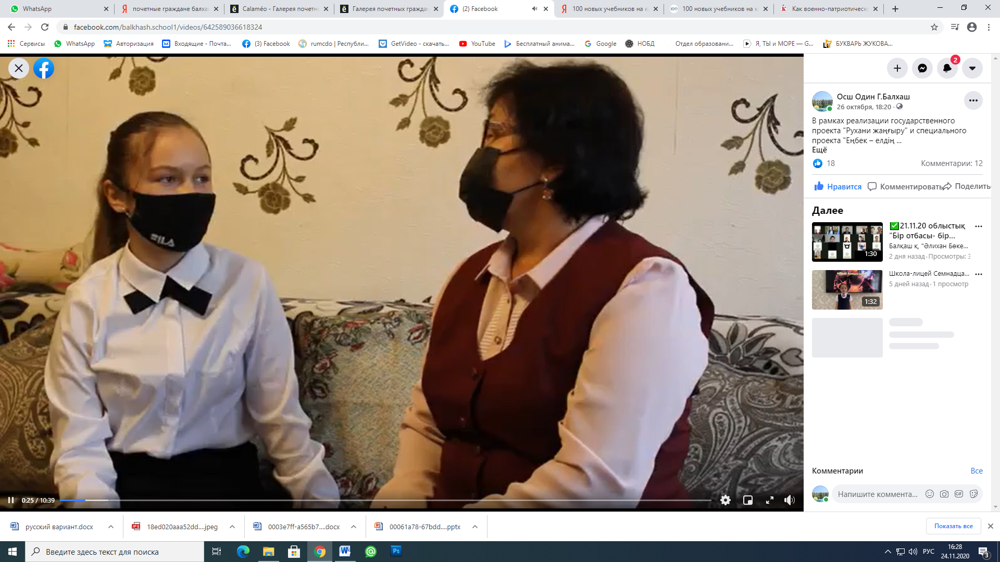 WhatsApp
почетные граждане балха
Calaméo - Галерея почетн
Галерея почетных граждан
(2) Facebook
100 новых учебников на к
100 новых учебников на к
Как военно-патриотическ
facebook.com/balkhash.school1/videos/642589036618324
Сервисы
WhatsApp
Авторизация
Входящие - Почта...
(3) Facebook
rumcdo | Республи...
GetVideo - скачать...
YouTube
Бесплатный анима...
Google
НОБД
Отдел образовани...
Я, ТЫ и МОРЕ — G...
БУКВАРЬ ЖУКОВА...
2
Осш Один Г.Балхаш
26 октября, 18:20 ·
В рамках реализации государственного
проекта "Рухани жаңғыру" и специального
проекта "Еңбек – елдің ...
Ещё
18
Комментарии: 12
Нравится
Комментировать
Поделить
Далее
✅21.11.20 облыстық
"Бір отбасы- бір...
Балқаш қ, "Әлихан Бөке...
2 дня назад · Просмотры: 3
1:30
Школа-лицей Семнадца...
5 дней назад · 1 просмотр
1:32
FILA
Комментарии
Все
Напишите коммента...
GIF
0:25 / 10:39
русский вариант.docx
18ed020aaa52dd....jpeg
0003e7ff-a565b7....docx
00061a78-67bdd....pptx
Показать все
Введите здесь текст для поиска
РУС
16:28
24.11.2020
3